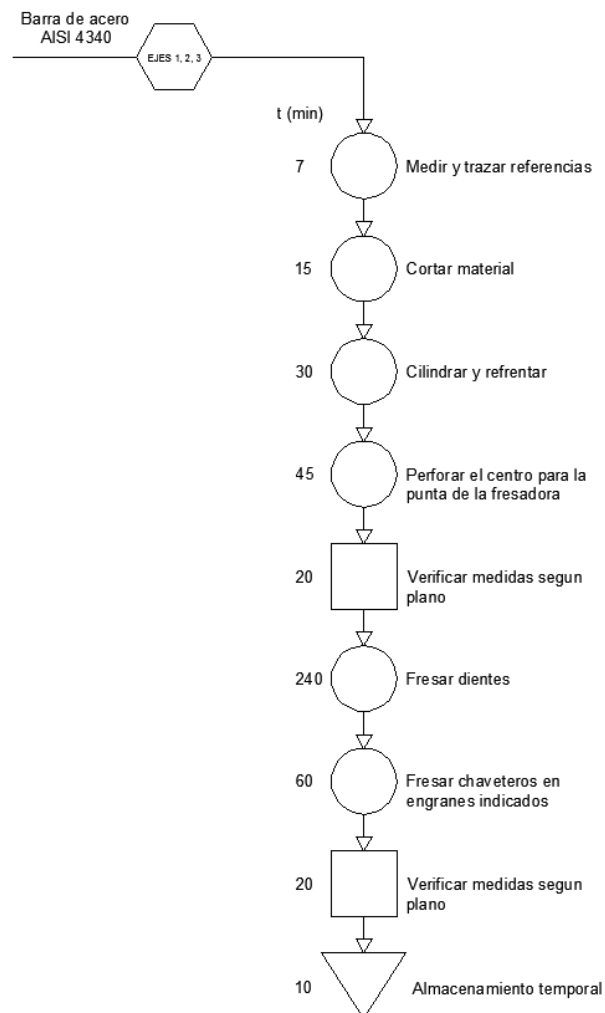 Barra de acero
AISI 4340
EJES 1, 2, 3
t (min)
7 Medir y trazar referencias
15 Cortar material
30 Cilindrar y refrentar
45 Perforar el centro para la
punta de la fresadora
20 Verificar medidas segun
plano
240 Fresar dientes
60 Fresar chaveteros en
engranes indicados
20 Verificar medidas segun
plano
10 Almacenamiento temporal